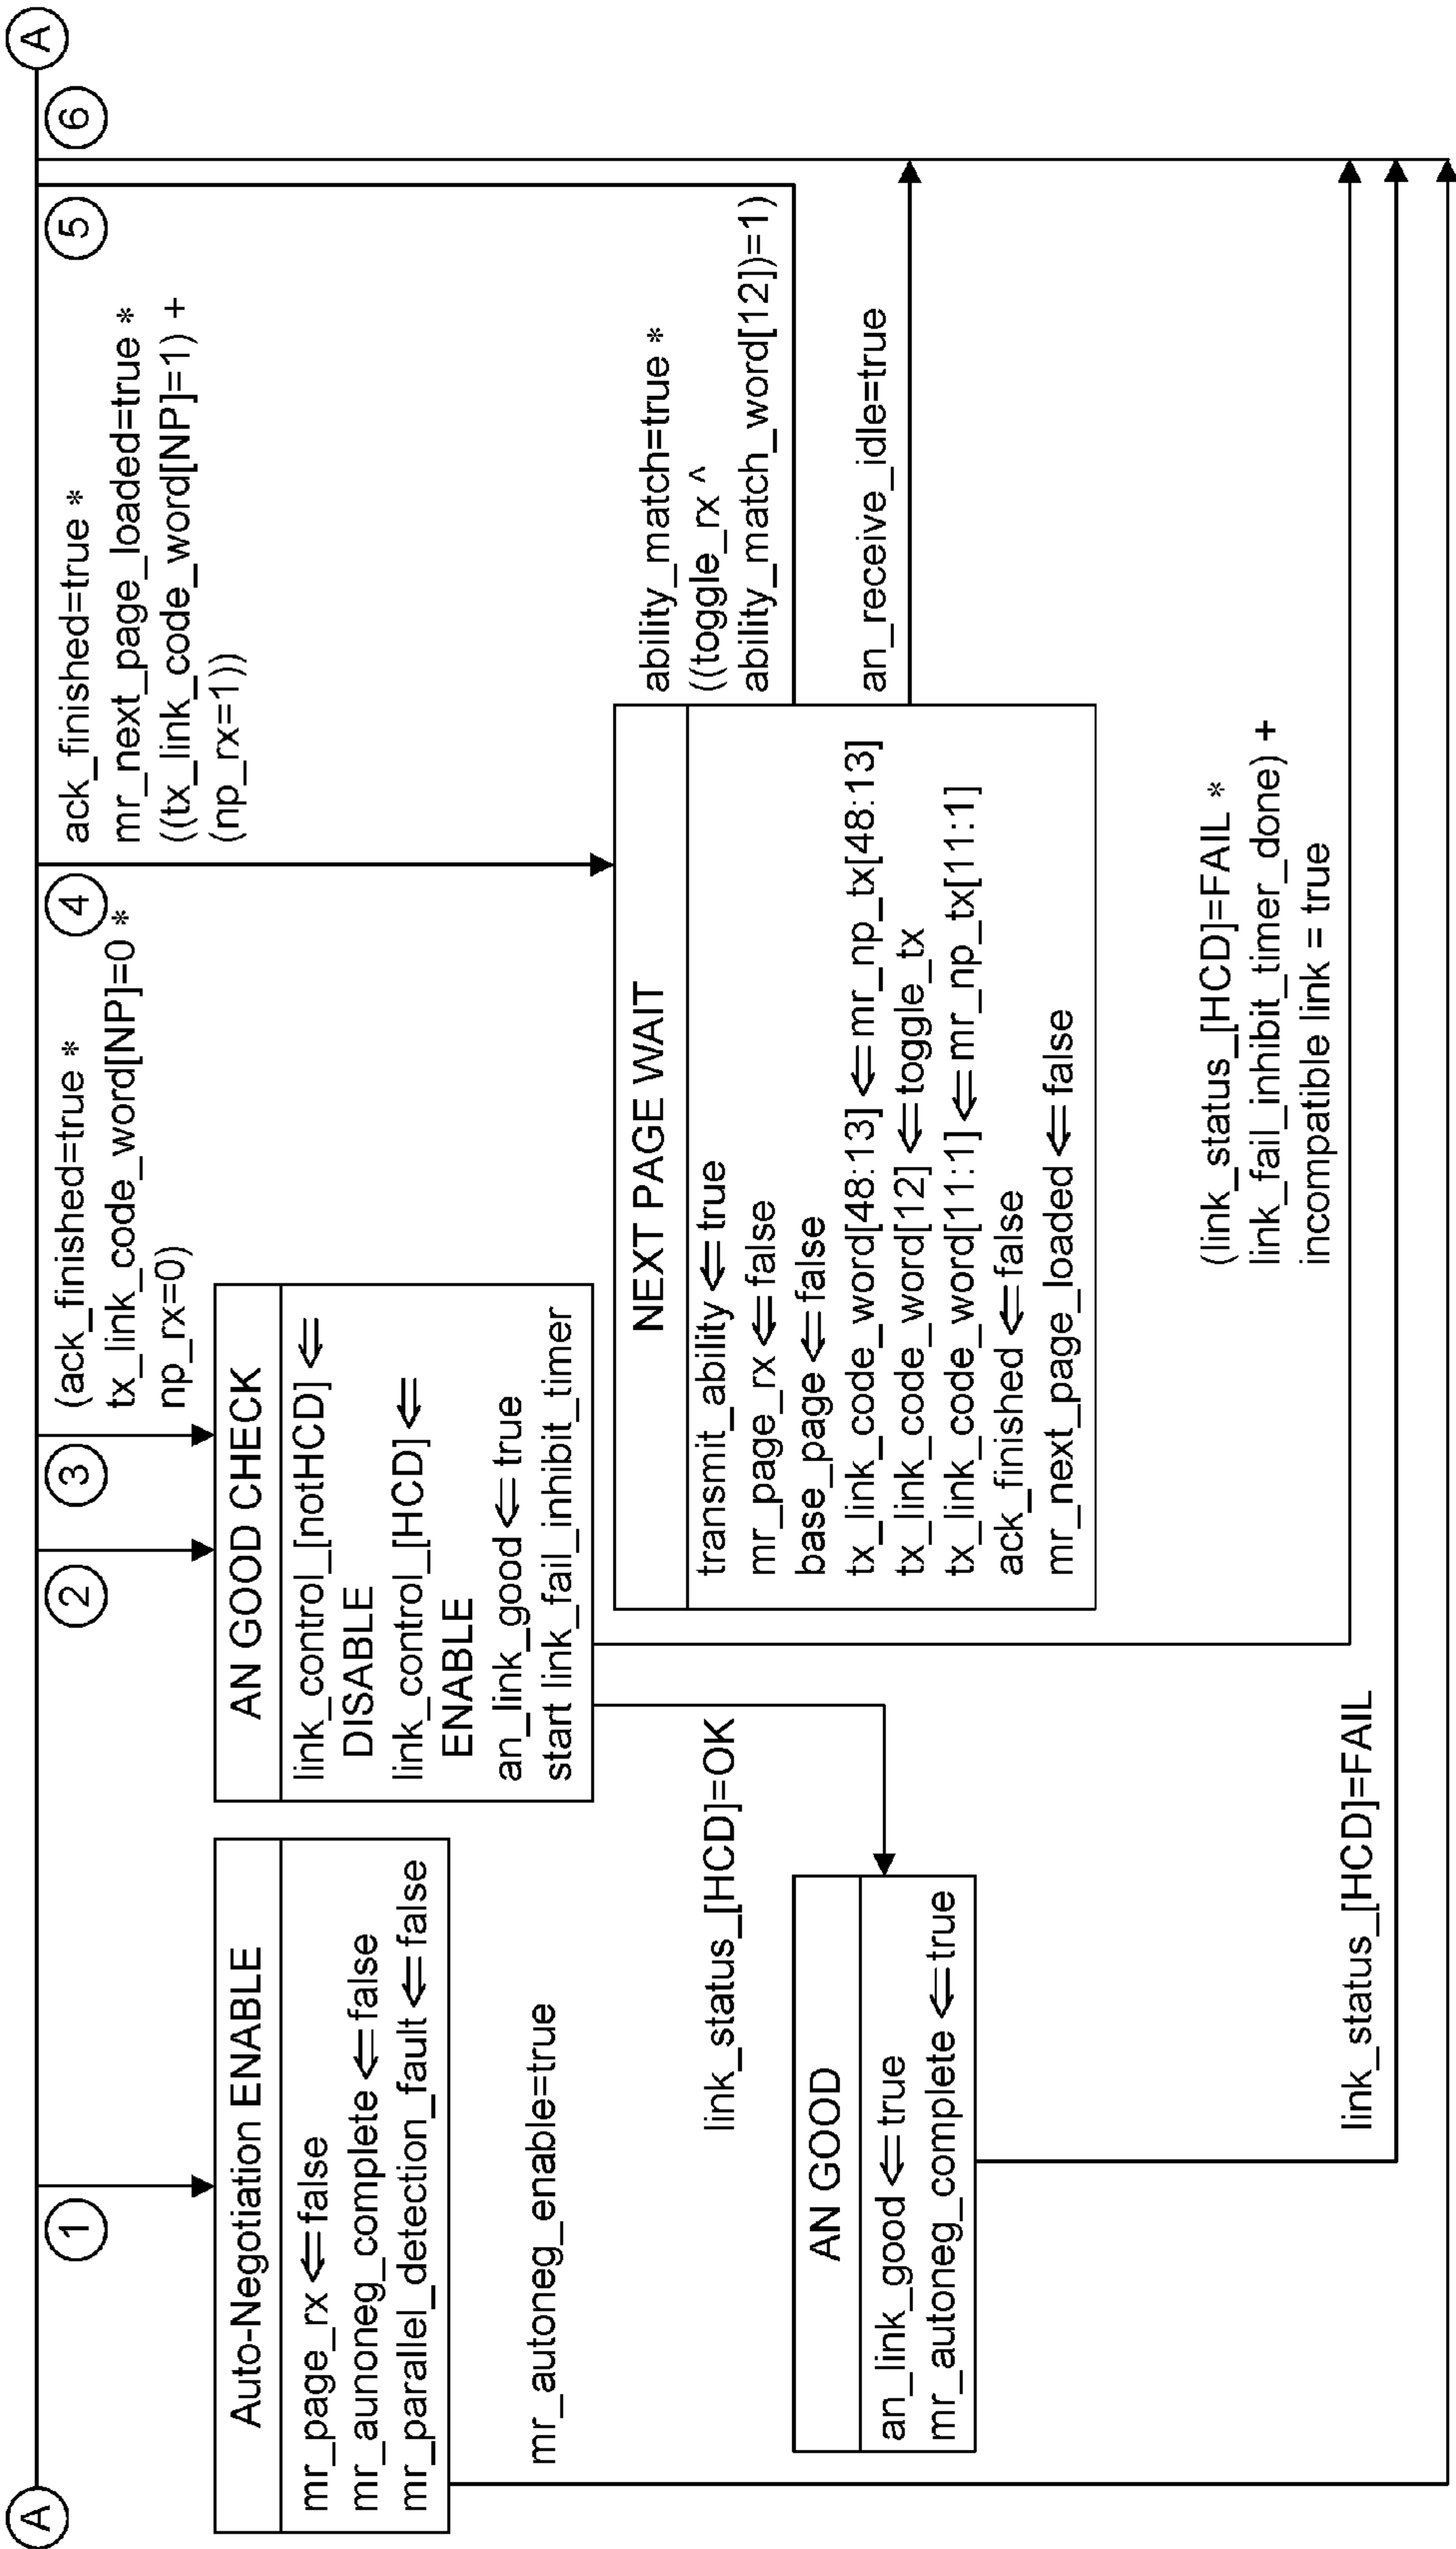 A
A
1
2
3
4
5
6
Auto-Negotiation ENABLE
mr_page_rx ⇐ false
mr_aunoneg_complete ⇐ false
mr_parallel_detection_fault ⇐ false
mr_autoneg_enable=true
(ack_finished=true *
tx_link_code_word[NP]=0 *
np_rx=0)
AN GOOD CHECK
link_control_[notHCD] ⇐
DISABLE
link_control_[HCD] ⇐
ENABLE
an_link_good ⇐ true
start link_fail_inhibit_timer
ack_finished=true *
mr_next_page_loaded=true *
((tx_link_code_word[NP]=1) +
(np_rx=1))
NEXT PAGE WAIT
transmit_ability ⇐ true
mr_page_rx ⇐ false
base_page ⇐ false
tx_link_code_word[48:13] ⇐ mr_np_tx[48:13]
tx_link_code_word[12] ⇐ toggle_tx
tx_link_code_word[11:1] ⇐ mr_np_tx[11:1]
ack_finished ⇐ false
mr_next_page_loaded ⇐ false
ability_match=true *
((toggle_rx ^
ability_match_word[12])=1)
an_receive_idle=true
link_status_[HCD]=OK
AN GOOD
an_link_good ⇐ true
mr_autoneg_complete ⇐ true
(link_status_[HCD]=FAIL *
link_fail_inhibit_timer_done) +
incompatible link = true
link_status_[HCD]=FAIL